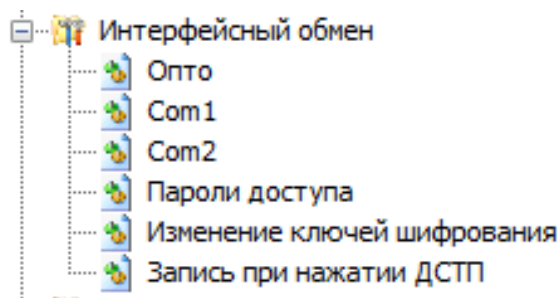 Интерфейсный обмен
Опто
Com1
Com2
Пароли доступа
Изменение ключей шифрования
Запись при нажатии ДСТП